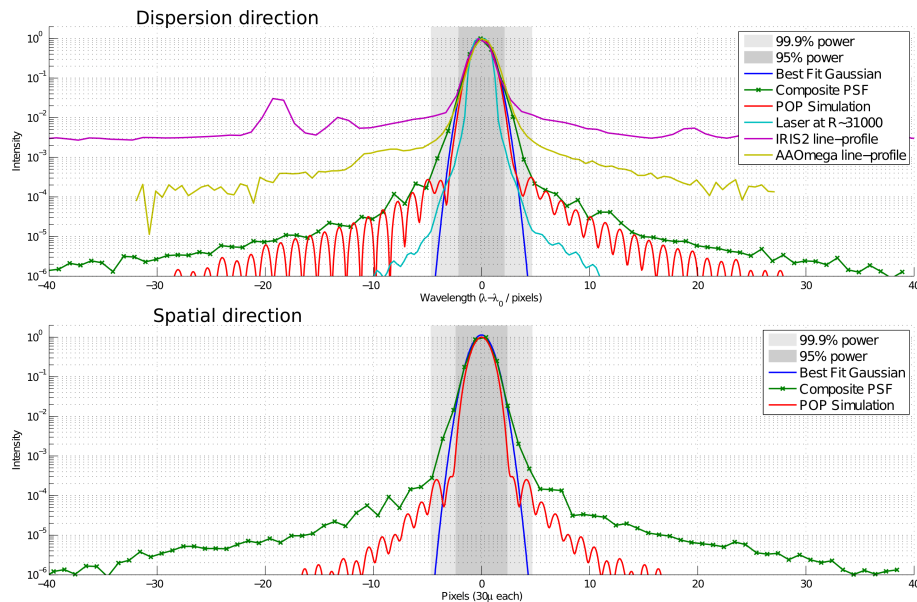 Dispersion direction
10^0
10^−1
10^−2
10^−3
10^−4
10^−5
10^−6
Intensity
99.9% power
95% power
Best Fit Gaussian
Composite PSF
POP Simulation
Laser at R~31000
IRIS2 line−profile
AAOmega line−profile
−40 −30 −20 −10 0 10 20 30 40
Wavelength (λ−λ_0 / pixels)
Spatial direction
10^0
10^−1
10^−2
10^−3
10^−4
10^−5
10^−6
Intensity
99.9% power
95% power
Best Fit Gaussian
Composite PSF
POP Simulation
−40 −30 −20 −10 0 10 20 30 40
Pixels (30μ each)